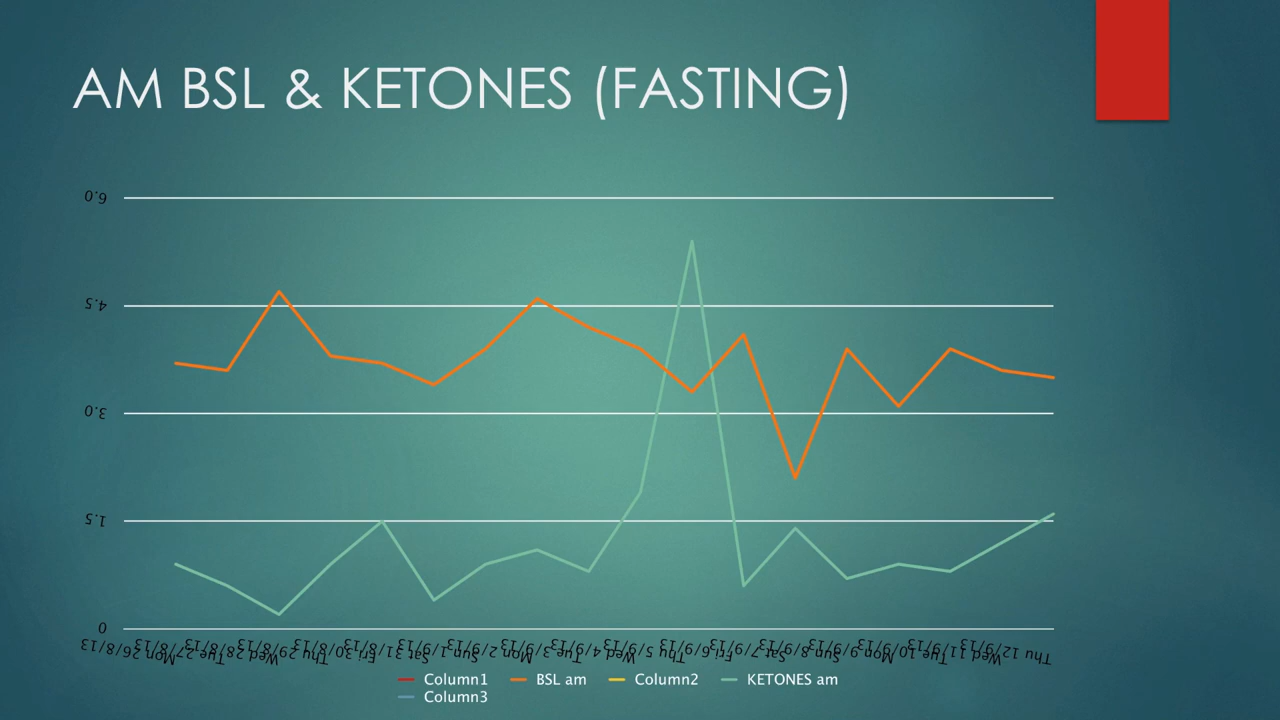 AM BSL & KETONES (FASTING)
6.0
4.5
3.0
1.5
0
Mon 26/8/13
Tue 27/8/13
Wed 28/8/13
Thu 29/8/13
Fri 30/8/13
Sat 31/8/13
Sun 1/9/13
Mon 2/9/13
Tue 3/9/13
Wed 4/9/13
Thu 5/9/13
Fri 6/9/13
Sat 7/9/13
Sun 8/9/13
Mon 9/9/13
Tue 10/9/13
Wed 11/9/13
Thu 12/9/13
Column1 BSL am Column2 KETONES am
Column3